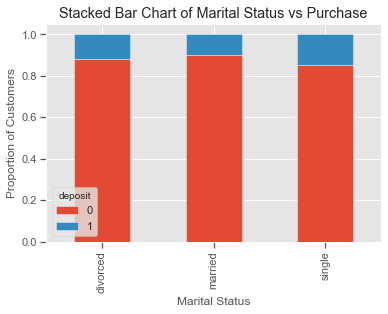 Stacked Bar Chart of Marital Status vs Purchase
Proportion of Customers
1.0
0.8
0.6
0.4
0.2
0.0
deposit
0
1
divorced
married
single
Marital Status